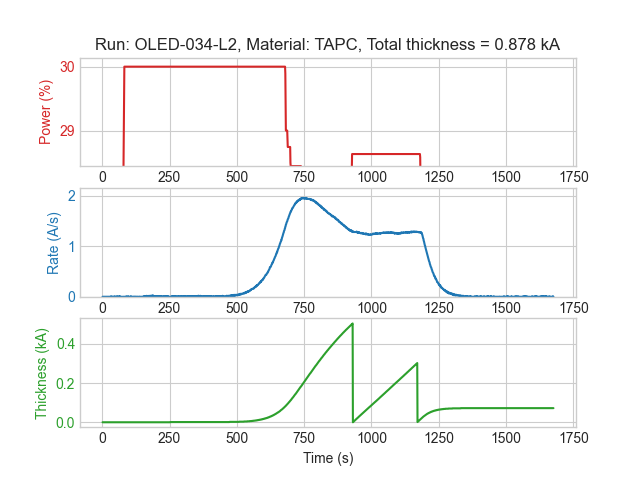 Run: OLED-034-L2, Material: TAPC, Total thickness = 0.878 kA
30
29
Power (%)
0 250 500 750 1000 1250 1500 1750
2
1
0
Rate (A/s)
0 250 500 750 1000 1250 1500 1750
0.4
0.2
0.0
Thickness (kA)
0 250 500 750 1000 1250 1500 1750
Time (s)